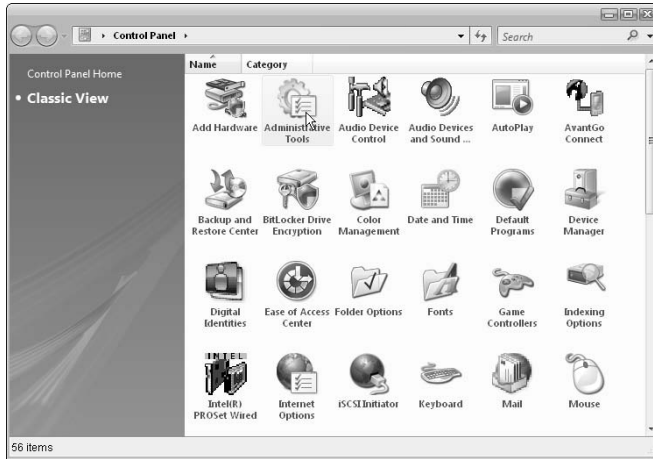 Control Panel
Search
Control Panel Home
Classic View
Name Category
Add Hardware
Administrative Tools
Audio Device Control
Audio Devices and Sound ...
AutoPlay
AvantGo Connect
Backup and Restore Center
BitLocker Drive Encryption
Color Management
Date and Time
Default Programs
Device Manager
Digital Identities
Ease of Access Center
Folder Options
Fonts
Game Controllers
Indexing Options
INTEL
Intel(R) PROSet Wired
Internet Options
iSCSI Initiator
Keyboard
Mail
Mouse
56 items